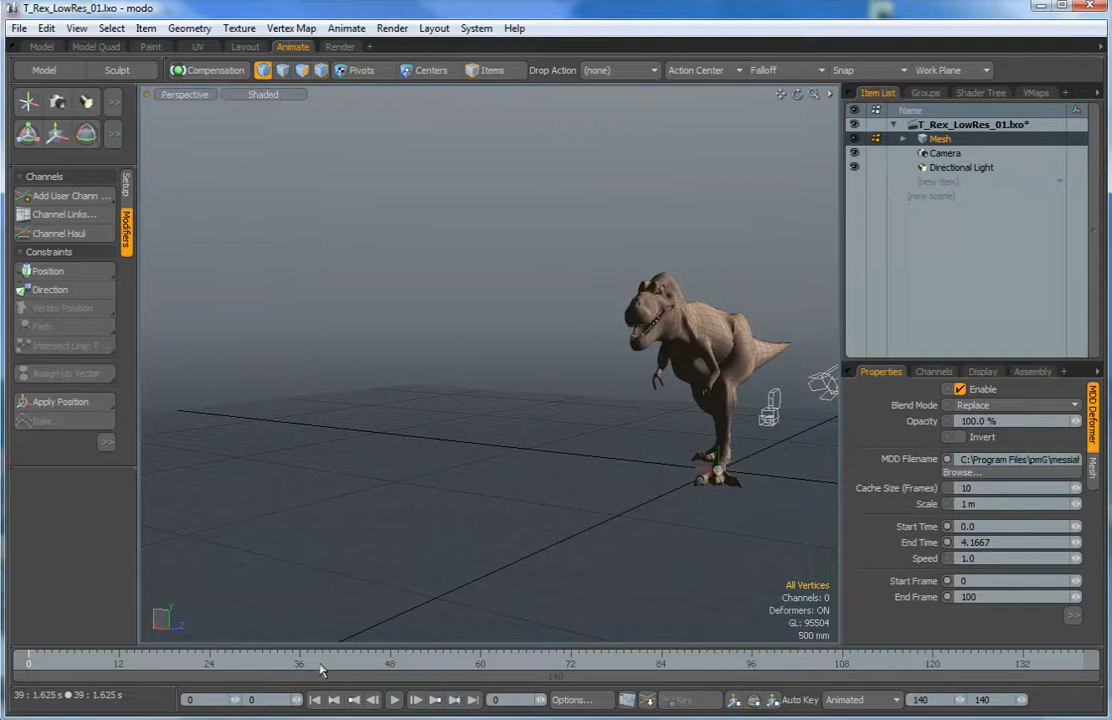 T_Rex_LowRes_01.lxo* - modo
File Edit View Select Item Geometry Texture Vertex Map Animate Render Layout System Help
Model Model Quad Paint UV Layout Animate Render +
Model Sculpt Compensation Pivots Centers Items Drop Action (none) Action Center Falloff Snap Work Plane
Perspective Shaded
Item List Groups Shader Tree VMaps +
Name
T_Rex_LowRes_01.lxo*
Mesh
Camera
Directional Light
(new item)
(new scene)
>>
>>
Channels
Add User Chann ...
Channel Links...
Channel Haul
Constraints
Position
Direction
Vertex Position
Path
Intersect Line: T ...
Assign Up Vector
Apply Position
Bake...
>>
Setup
Modifiers
Properties Channels Display Assembly +
Enable
Blend Mode Replace
Opacity 100.0 %
Invert
MDD Filename C:\Program Files\pmG\messiah
Browse...
Cache Size (Frames) 10
Scale 1 m
Start Time 0.0
End Time 4.1667
Speed 1.0
Start Frame 0
End Frame 100
>>
MDD Deformer
Mesh
All Vertices
Channels: 0
Deformers: ON
GL: 95504
500 mm
Y
Z
0 12 24 36 48 60 72 84 96 108 120 132
140
39 : 1.625 s ● 39 : 1.625 s
0 0 0 Options... Key Auto Key Animated 140 140